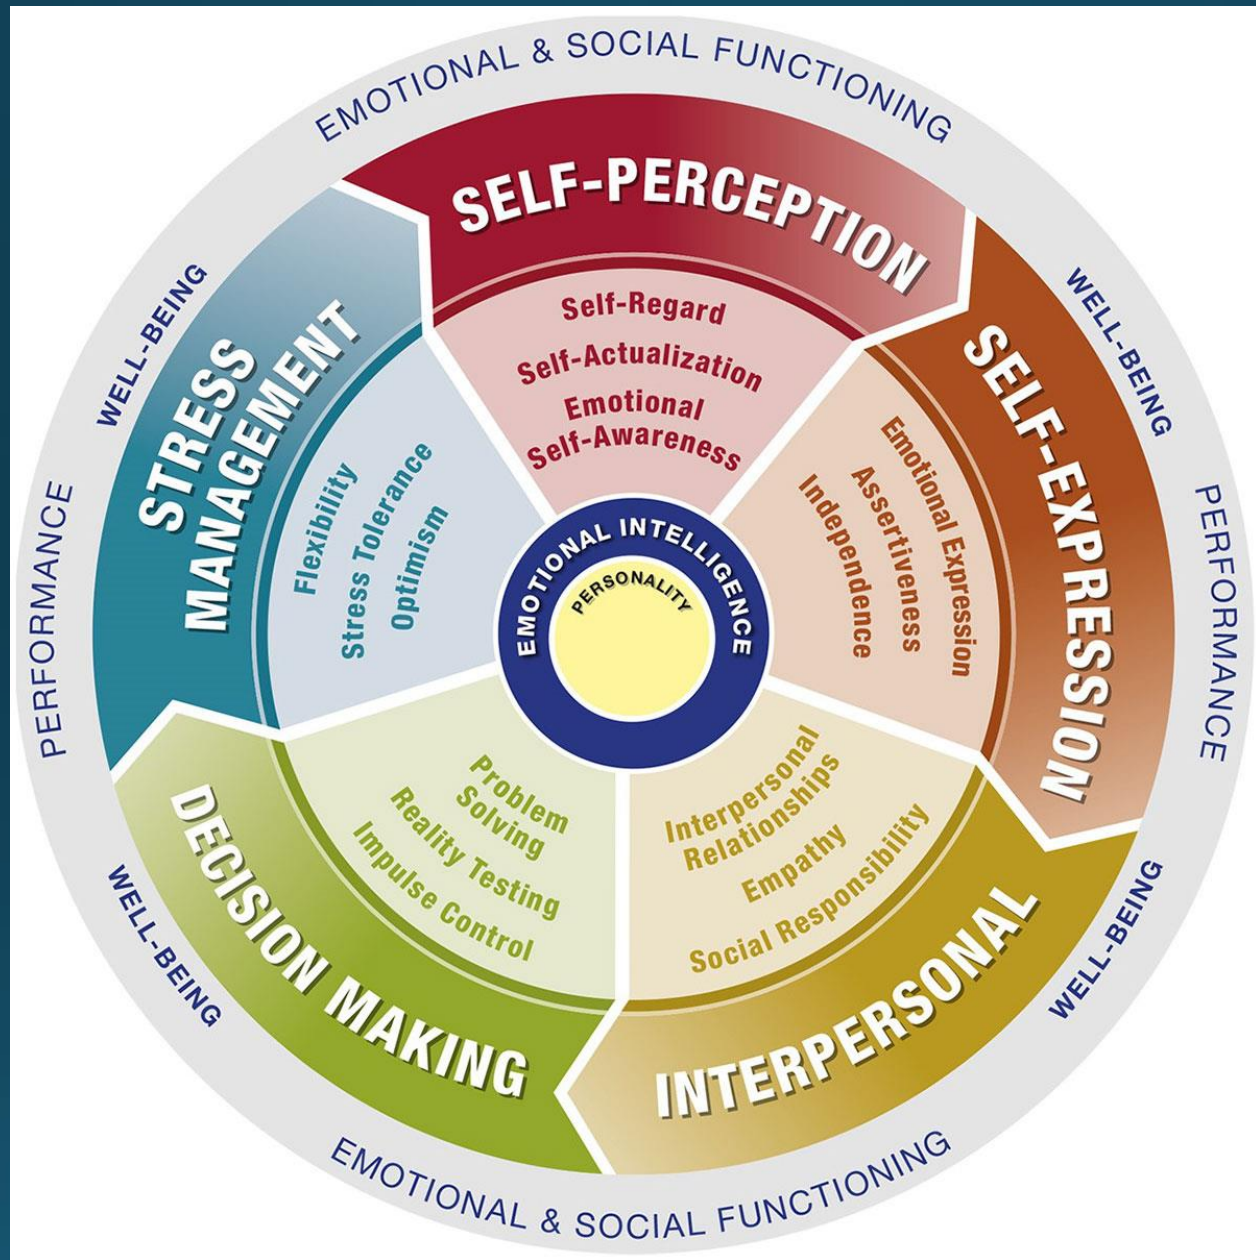 EMOTIONAL & SOCIAL FUNCTIONING
WELL-BEING
WELL-BEING
PERFORMANCE
PERFORMANCE
SELF-PERCEPTION
Self-Regard
Self-Actualization
Emotional
Self-Awareness
SELF-EXPRESSION
Emotional Expression
Assertiveness
Independence
STRESS
MANAGEMENT
Flexibility
Stress Tolerance
Optimism
EMOTIONAL INTELLIGENCE
PERSONALITY
INTERPERSONAL
Interpersonal
Relationships
Empathy
Social Responsibility
DECISION MAKING
Problem
Solving
Reality Testing
Impulse Control
WELL-BEING
WELL-BEING
EMOTIONAL & SOCIAL FUNCTIONING